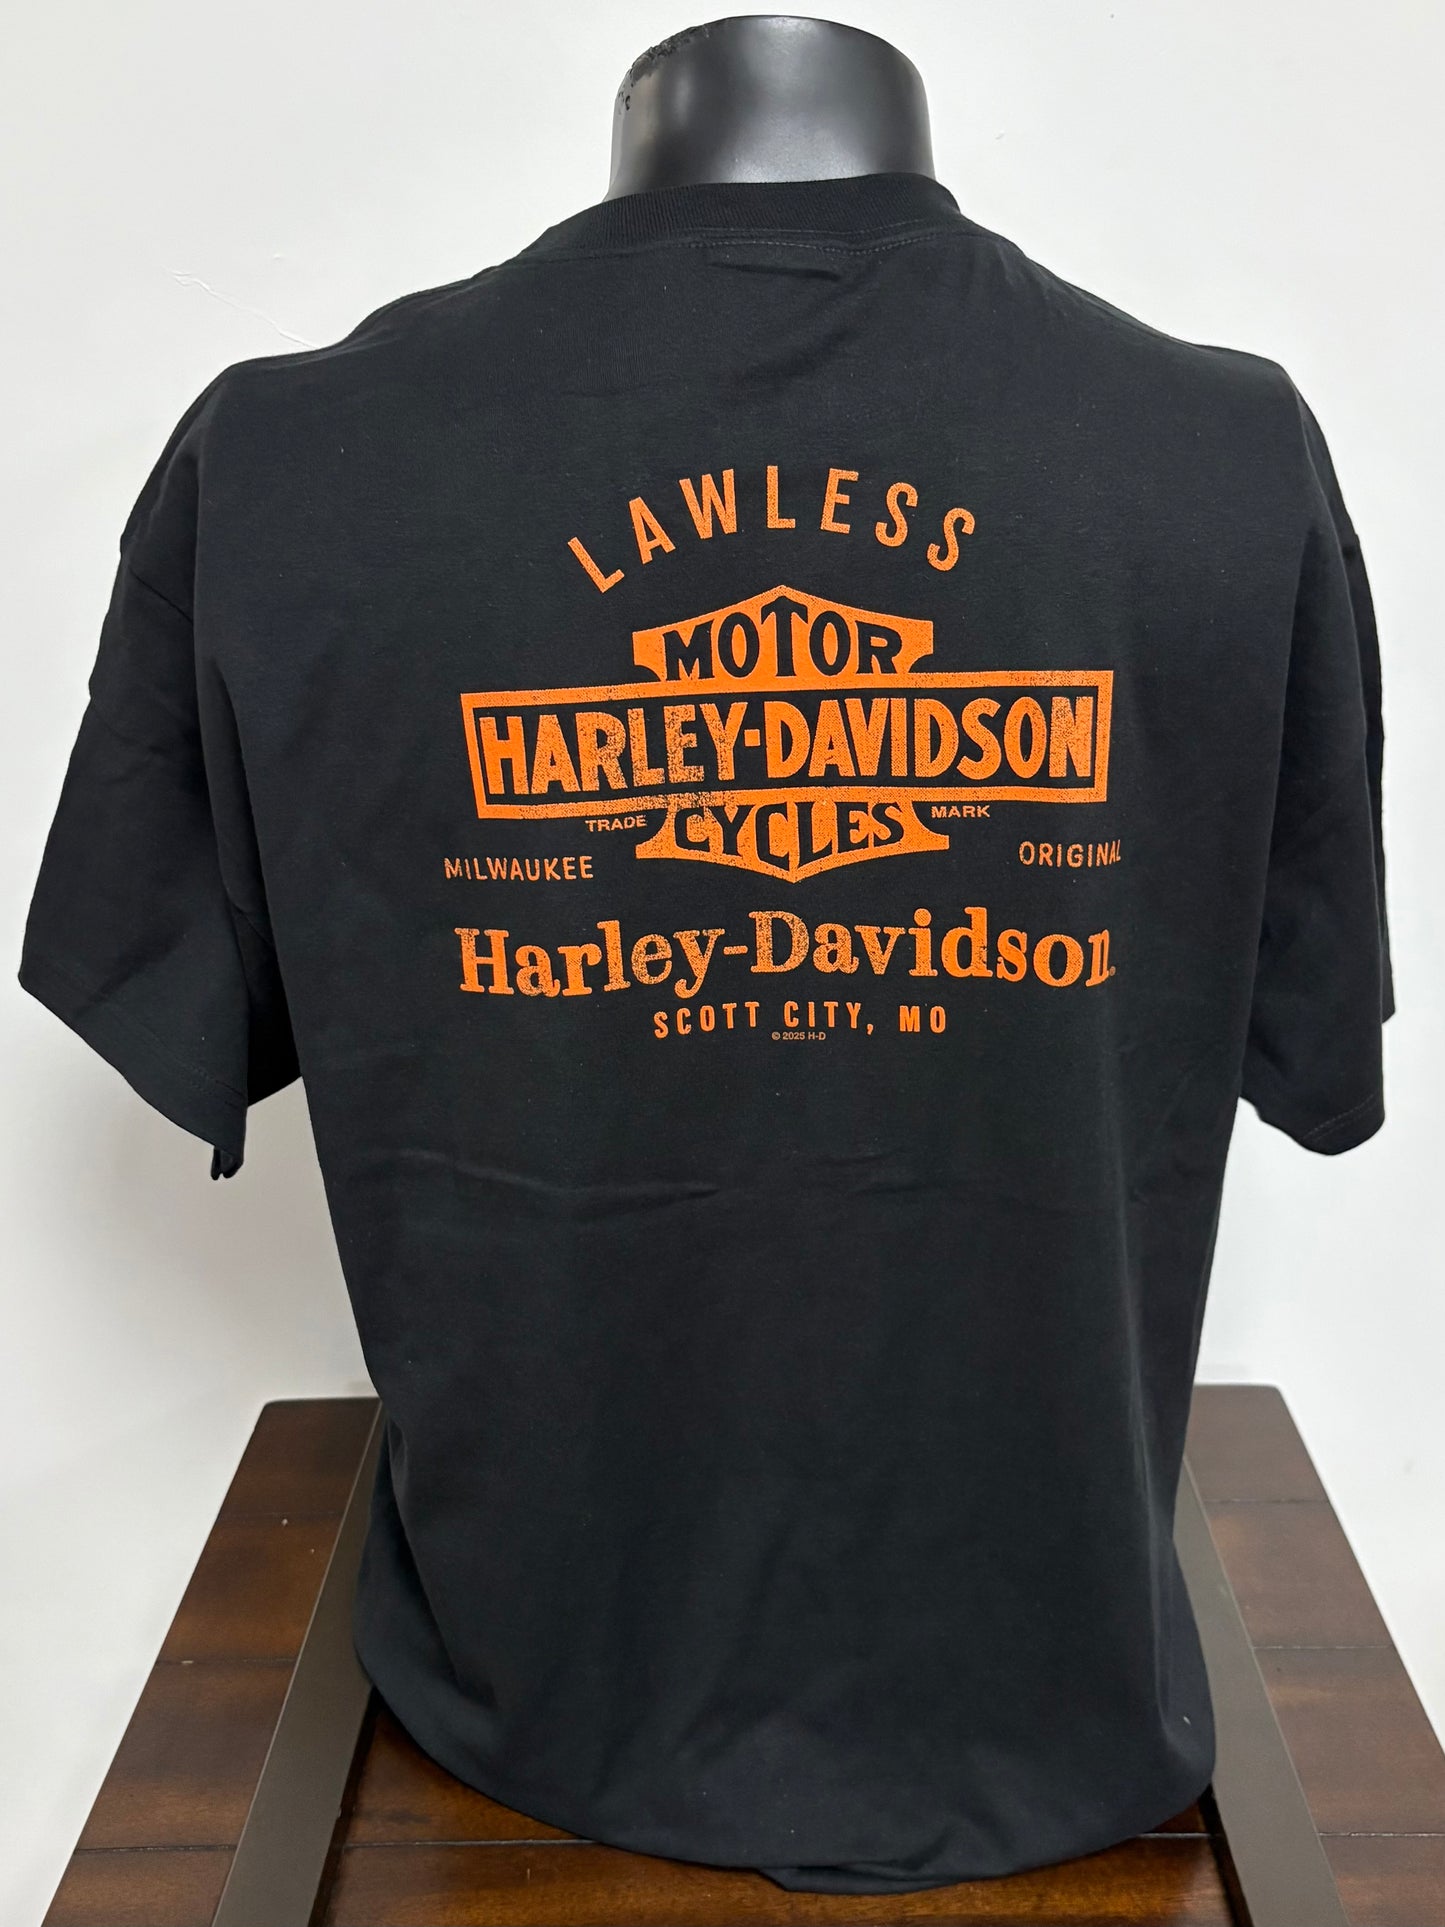 LAWLESS
MOTOR
HARLEY-DAVIDSON
TRADE MARK
CYCLES
MILWAUKEE ORIGINAL
Harley-Davidson®
SCOTT CITY, MO
© 2025 H-D